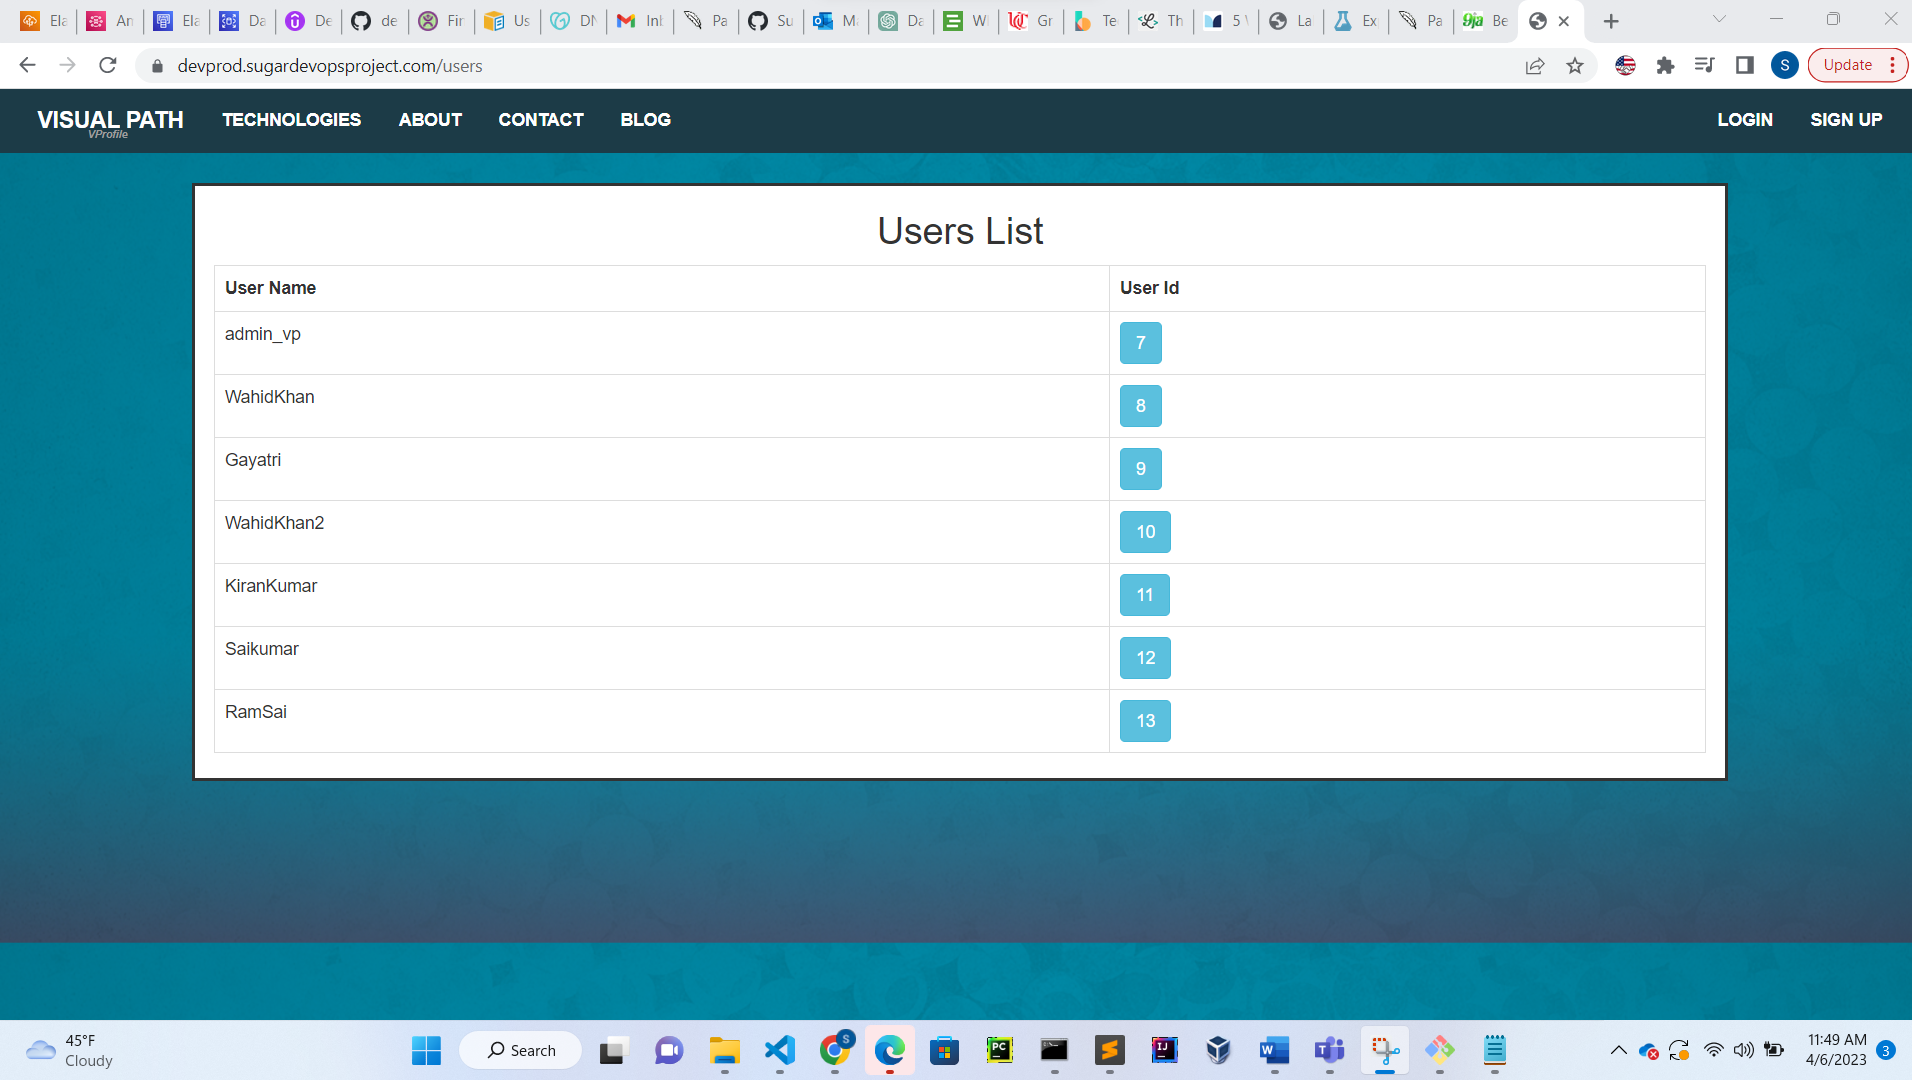 Ela An Ela Da De de Fir Us DN Inb Pa Su Ma Da Wl Gr Te Th 5 La Ex Pa 9ja Be
devprod.sugardevopsproject.com/users S Update
VISUAL PATH TECHNOLOGIES ABOUT CONTACT BLOG LOGIN SIGN UP
VProfile
Users List
User Name User Id
admin_vp 7
WahidKhan 8
Gayatri 9
WahidKhan2 10
KiranKumar 11
Saikumar 12
RamSai 13
45°F
Cloudy
Search
11:49 AM
4/6/2023 3